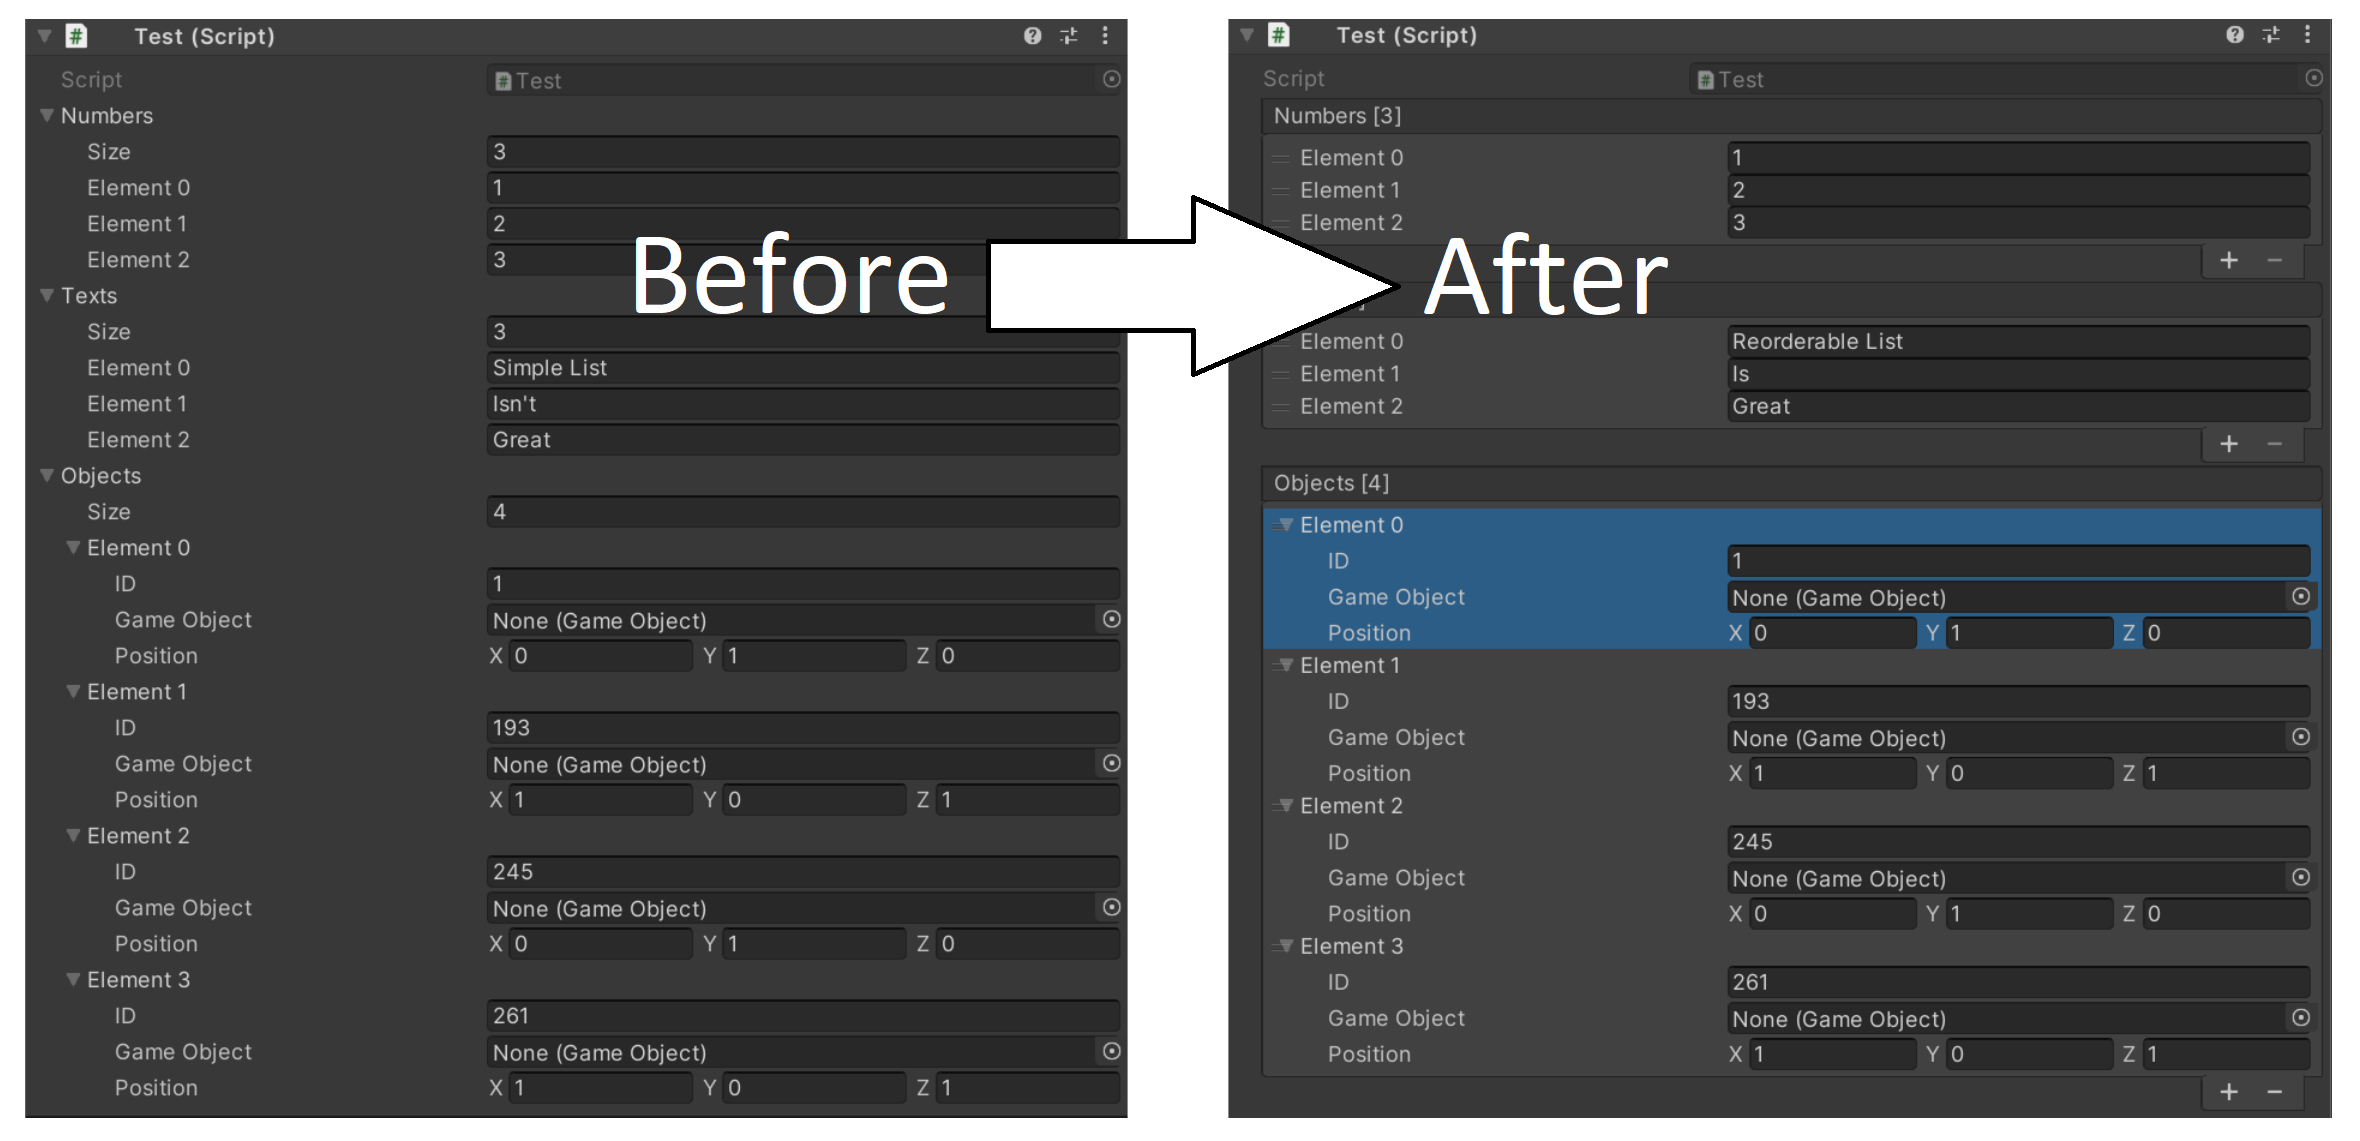 # Test (Script)
Script # Test
Numbers
Size 3
Element 0 1
Element 1 2
Element 2 3
Texts
Size 3
Element 0 Simple List
Element 1 Isn't
Element 2 Great
Objects
Size 4
Element 0
ID 1
Game Object None (Game Object)
Position X 0 Y 1 Z 0
Element 1
ID 193
Game Object None (Game Object)
Position X 1 Y 0 Z 1
Element 2
ID 245
Game Object None (Game Object)
Position X 0 Y 1 Z 0
Element 3
ID 261
Game Object None (Game Object)
Position X 1 Y 0 Z 1
Before
After
# Test (Script)
Script # Test
Numbers [3]
Element 0 1
Element 1 2
Element 2 3
+ −
]
Element 0 Reorderable List
Element 1 Is
Element 2 Great
+ −
Objects [4]
Element 0
ID 1
Game Object None (Game Object)
Position X 0 Y 1 Z 0
Element 1
ID 193
Game Object None (Game Object)
Position X 1 Y 0 Z 1
Element 2
ID 245
Game Object None (Game Object)
Position X 0 Y 1 Z 0
Element 3
ID 261
Game Object None (Game Object)
Position X 1 Y 0 Z 1
+ −